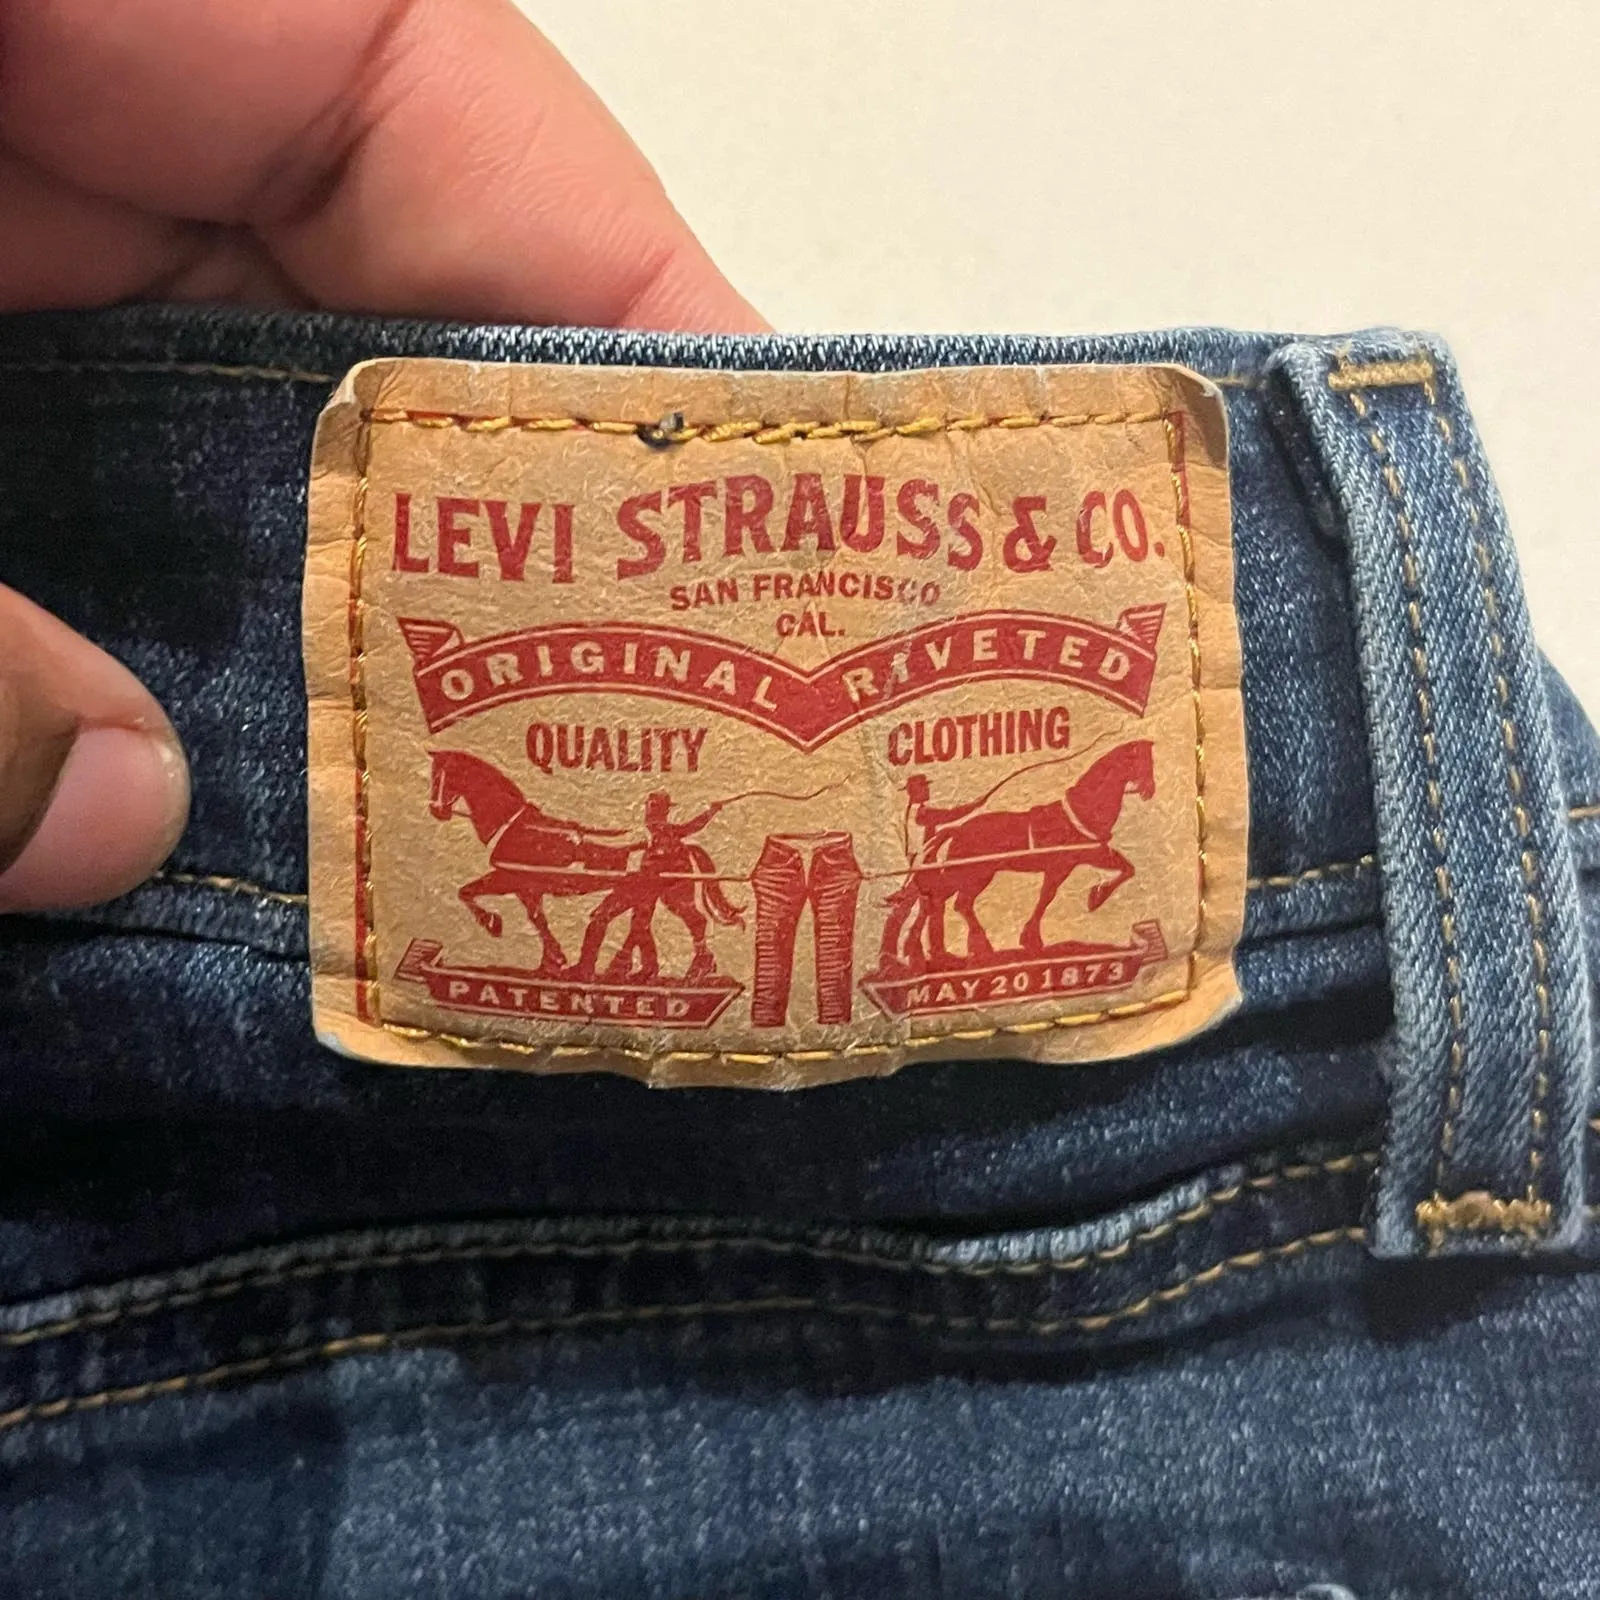 LEVI STRAUSS & CO.
SAN FRANCISCO
CAL.
ORIGINAL RIVETED
QUALITY CLOTHING
PATENTED MAY 20 1873